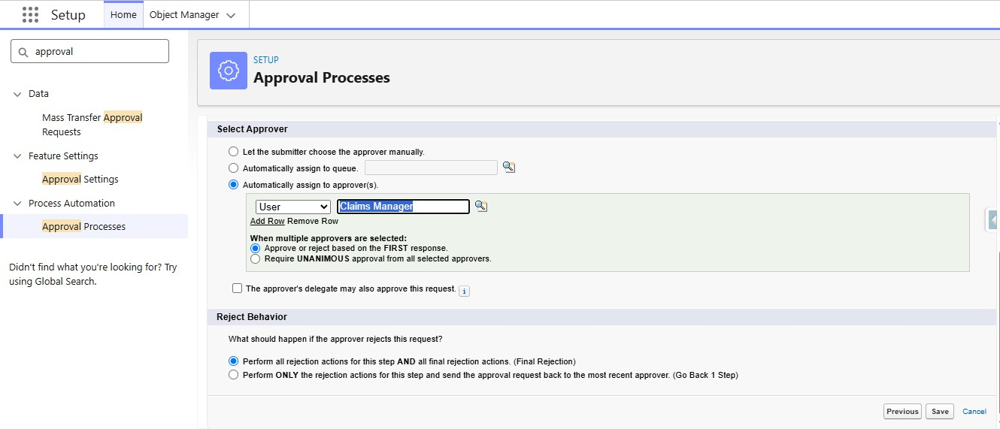 Setup Home Object Manager
approval
SETUP
Approval Processes
Data
Mass Transfer Approval
Requests
Feature Settings
Approval Settings
Process Automation
Approval Processes
Didn't find what you're looking for? Try
using Global Search.
Select Approver
Let the submitter choose the approver manually.
Automatically assign to queue.
Automatically assign to approver(s).
User Claims Manager
Add Row Remove Row
When multiple approvers are selected:
Approve or reject based on the FIRST response.
Require UNANIMOUS approval from all selected approvers.
The approver's delegate may also approve this request. i
Reject Behavior
What should happen if the approver rejects this request?
Perform all rejection actions for this step AND all final rejection actions. (Final Rejection)
Perform ONLY the rejection actions for this step and send the approval request back to the most recent approver. (Go Back 1 Step)
Previous Save Cancel